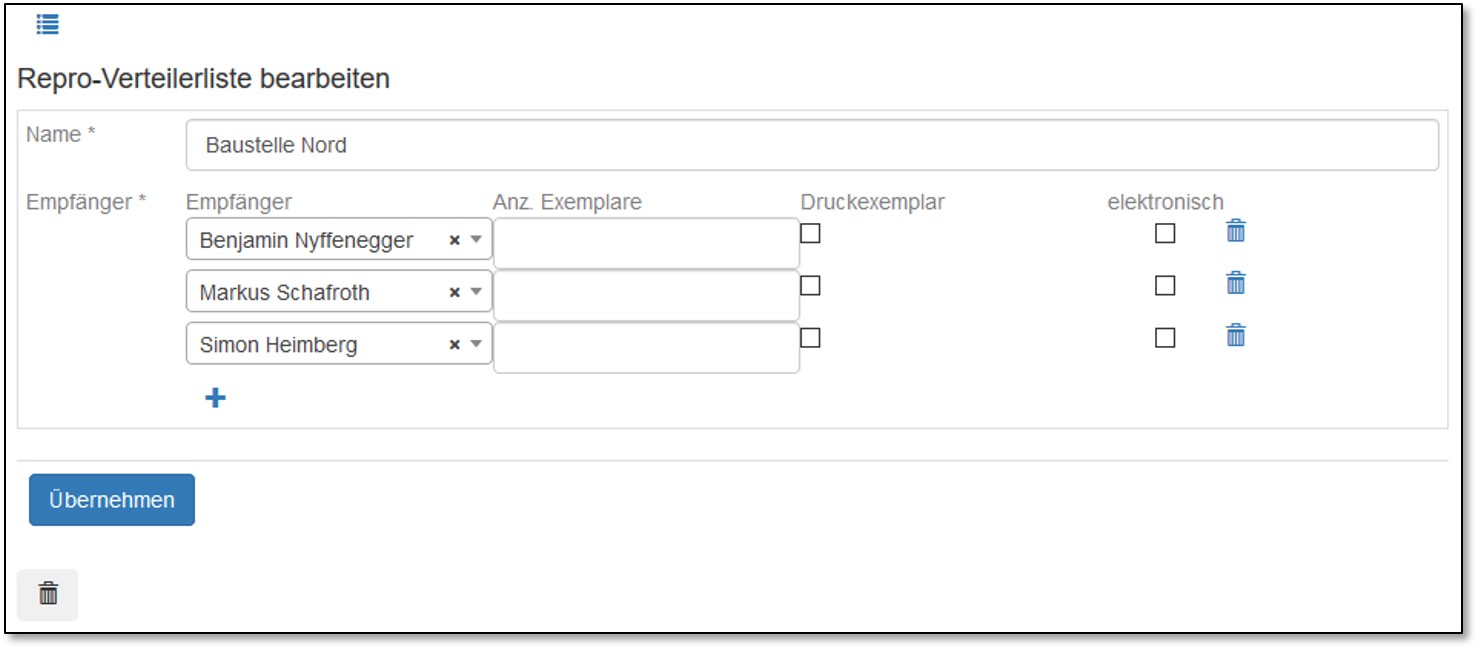 Repro-Verteilerliste bearbeiten
Name * Baustelle Nord
Empfänger * Empfänger Anz. Exemplare Druckexemplar elektronisch
Benjamin Nyffenegger
Markus Schafroth
Simon Heimberg
Übernehmen